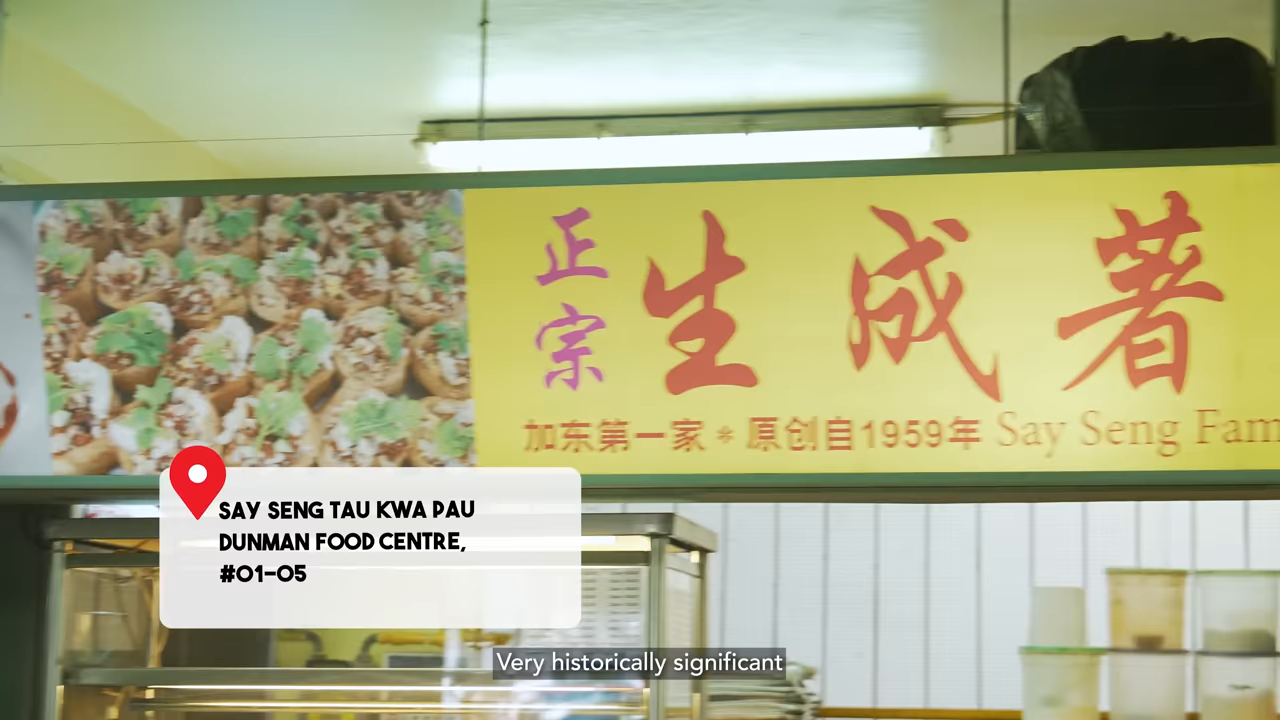 正宗
生成著
加东第一家 * 原创自1959年 Say Seng Fam
SAY SENG TAU KWA PAU
DUNMAN FOOD CENTRE,
#01-05
Very historically significant